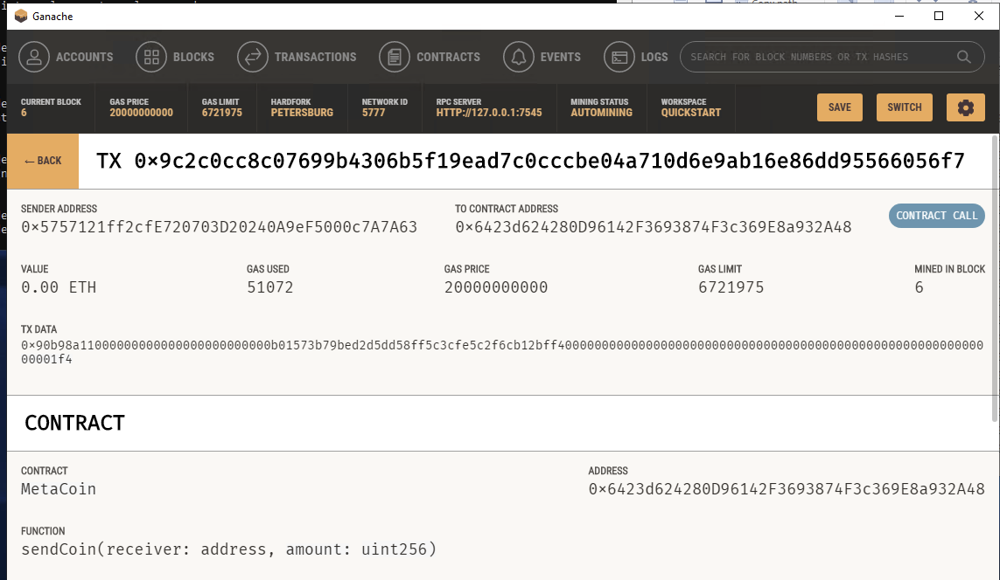 Ganache
ACCOUNTS BLOCKS TRANSACTIONS CONTRACTS EVENTS LOGS SEARCH FOR BLOCK NUMBERS OR TX HASHES
CURRENT BLOCK GAS PRICE GAS LIMIT HARDFORK NETWORK ID RPC SERVER MINING STATUS WORKSPACE
6 20000000000 6721975 PETERSBURG 5777 HTTP://127.0.0.1:7545 AUTOMINING QUICKSTART SAVE SWITCH
← BACK TX 0×9c2c0cc8c07699b4306b5f19ead7c0cccbe04a710d6e9ab16e86dd95566056f7
SENDER ADDRESS TO CONTRACT ADDRESS
0×5757121ff2cfE720703D20240A9eF5000c7A7A63 0×6423d624280D96142F3693874F3c369E8a932A48 CONTRACT CALL
VALUE GAS USED GAS PRICE GAS LIMIT MINED IN BLOCK
0.00 ETH 51072 20000000000 6721975 6
TX DATA
0×90b98a11000000000000000000000000b01573b79bed2d5dd58ff5c3cfe5c2f6cb12bff400000000000000000000000000000000000000000000000000000000000
00001f4
CONTRACT
CONTRACT ADDRESS
MetaCoin 0×6423d624280D96142F3693874F3c369E8a932A48
FUNCTION
sendCoin(receiver: address, amount: uint256)